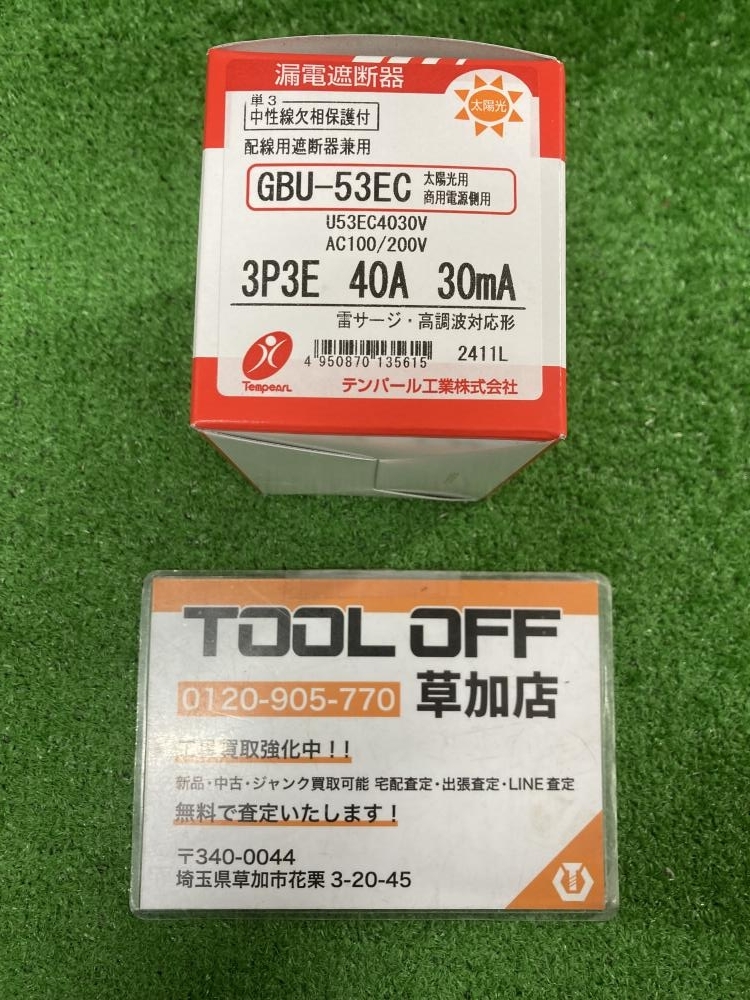 漏電遮断器
太陽光
単3
中性線欠相保護付
配線用遮断器兼用
GBU-53EC 太陽光用 商用電源側用
U53EC4030V
AC100/200V
3P3E 40A 30mA
雷サージ・高調波対応形
4 950870 135615 2411L
Tempearl テンパール工業株式会社
TOOL OFF
0120-905-770 草加店
買取強化中!!
新品・中古・ジャンク買取可能 宅配査定・出張査定・LINE査定
無料で査定いたします!
〒340-0044
埼玉県草加市花栗 3-20-45